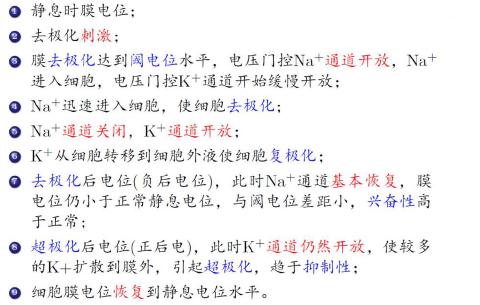 1 静息时膜电位；
2 去极化刺激；
3 膜去极化达到阈电位水平，电压门控Na⁺通道开放，Na⁺
进入细胞，电压门控K⁺通道开始缓慢开放；
4 Na⁺迅速进入细胞，使细胞去极化；
5 Na⁺通道关闭，K⁺通道开放；
6 K⁺从细胞转移到细胞外液使细胞复极化；
7 去极化后电位(负后电位)，此时Na⁺通道基本恢复，膜
电位仍小于正常静息电位，与阈电位差距小，兴奋性高
于正常；
8 超极化后电位(正后电)，此时K⁺通道仍然开放，使较多
的K+扩散到膜外，引起超极化，趋于抑制性；
9 细胞膜电位恢复到静息电位水平。